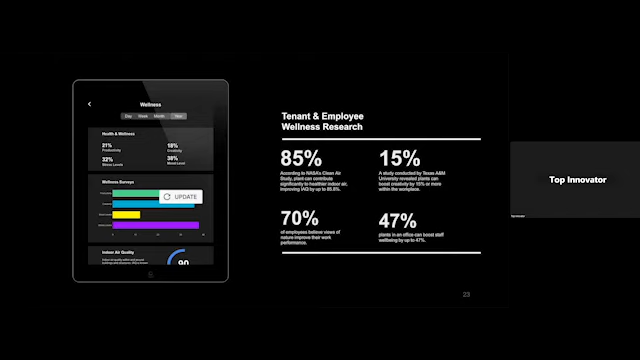 Wellness
Day Week Month Year
Health & Wellness
21% 18%
Productivity Creativity
32% 38%
Stress Levels Mood Level
Wellness Surveys
UPDATE
Indoor Air Quality
90
Tenant & Employee
Wellness Research
85%
According to NASA's Clean Air
Study, plant can contribute
significantly to healthier indoor air,
improving IAQ by up to 85.8%.
15%
A study conducted by Texas A&M
University revealed plants can
boost creativity by 15% or more
within the workplace.
70%
of employees believe views of
nature improve their work
performance.
47%
plants in an office can boost staff
wellbeing by up to 47%.
23
Top Innovator